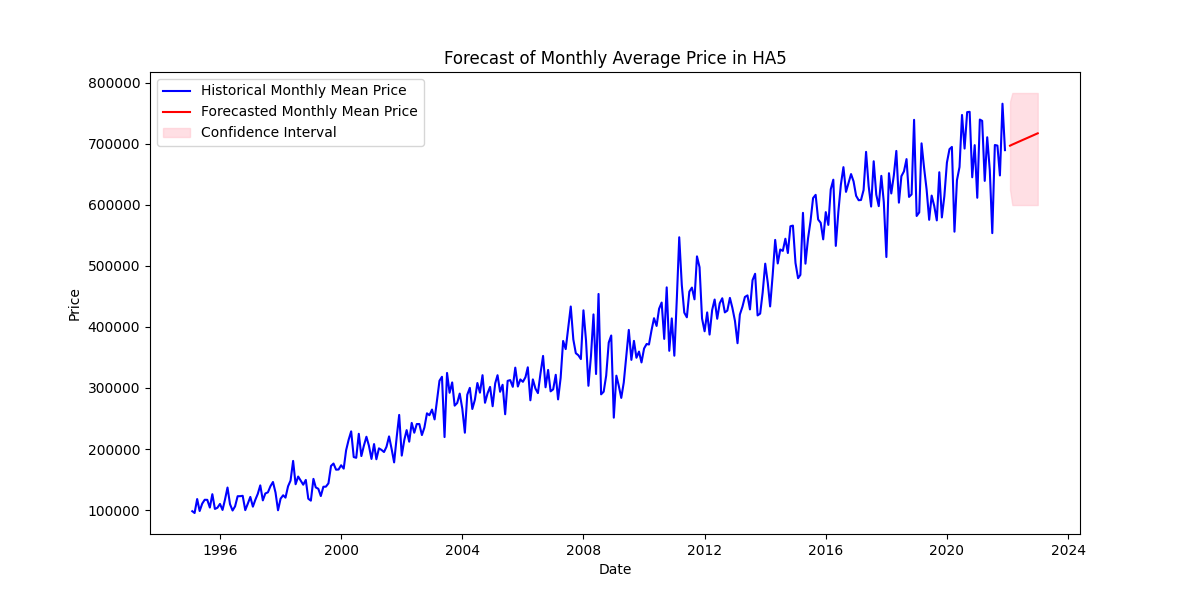 Forecast of Monthly Average Price in HA5
Historical Monthly Mean Price
Forecasted Monthly Mean Price
Confidence Interval
Price
800000
700000
600000
500000
400000
300000
200000
100000
1996 2000 2004 2008 2012 2016 2020 2024
Date